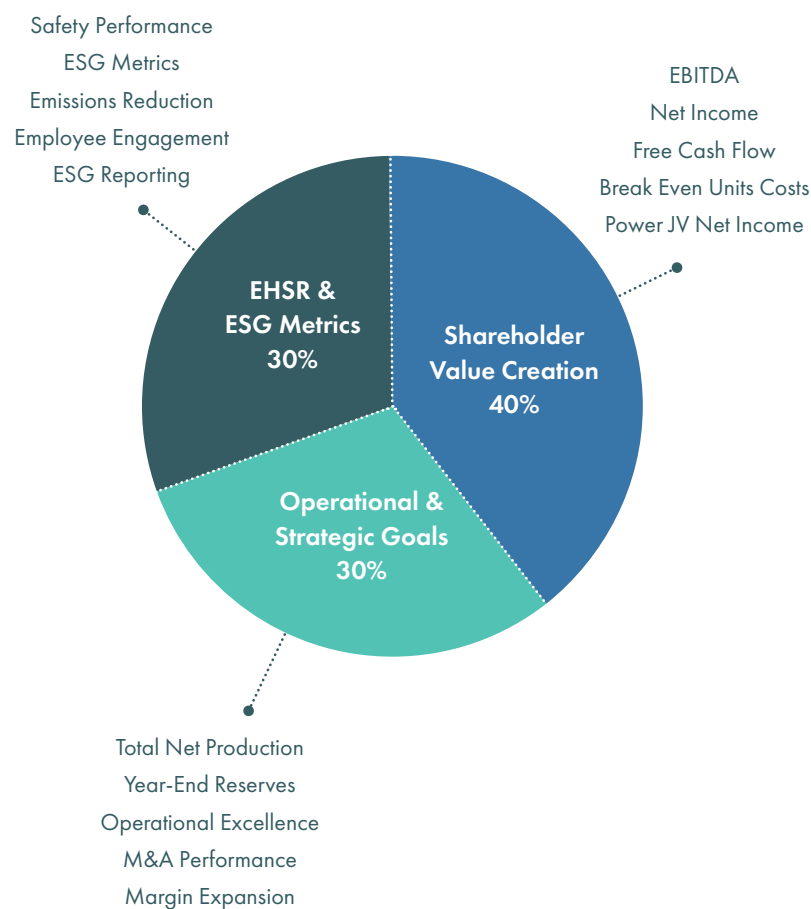 Safety Performance
ESG Metrics
Emissions Reduction
Employee Engagement
ESG Reporting
EBITDA
Net Income
Free Cash Flow
Break Even Units Costs
Power JV Net Income
EHSR &
ESG Metrics
30%
Shareholder
Value Creation
40%
Operational &
Strategic Goals
30%
Total Net Production
Year-End Reserves
Operational Excellence
M&A Performance
Margin Expansion